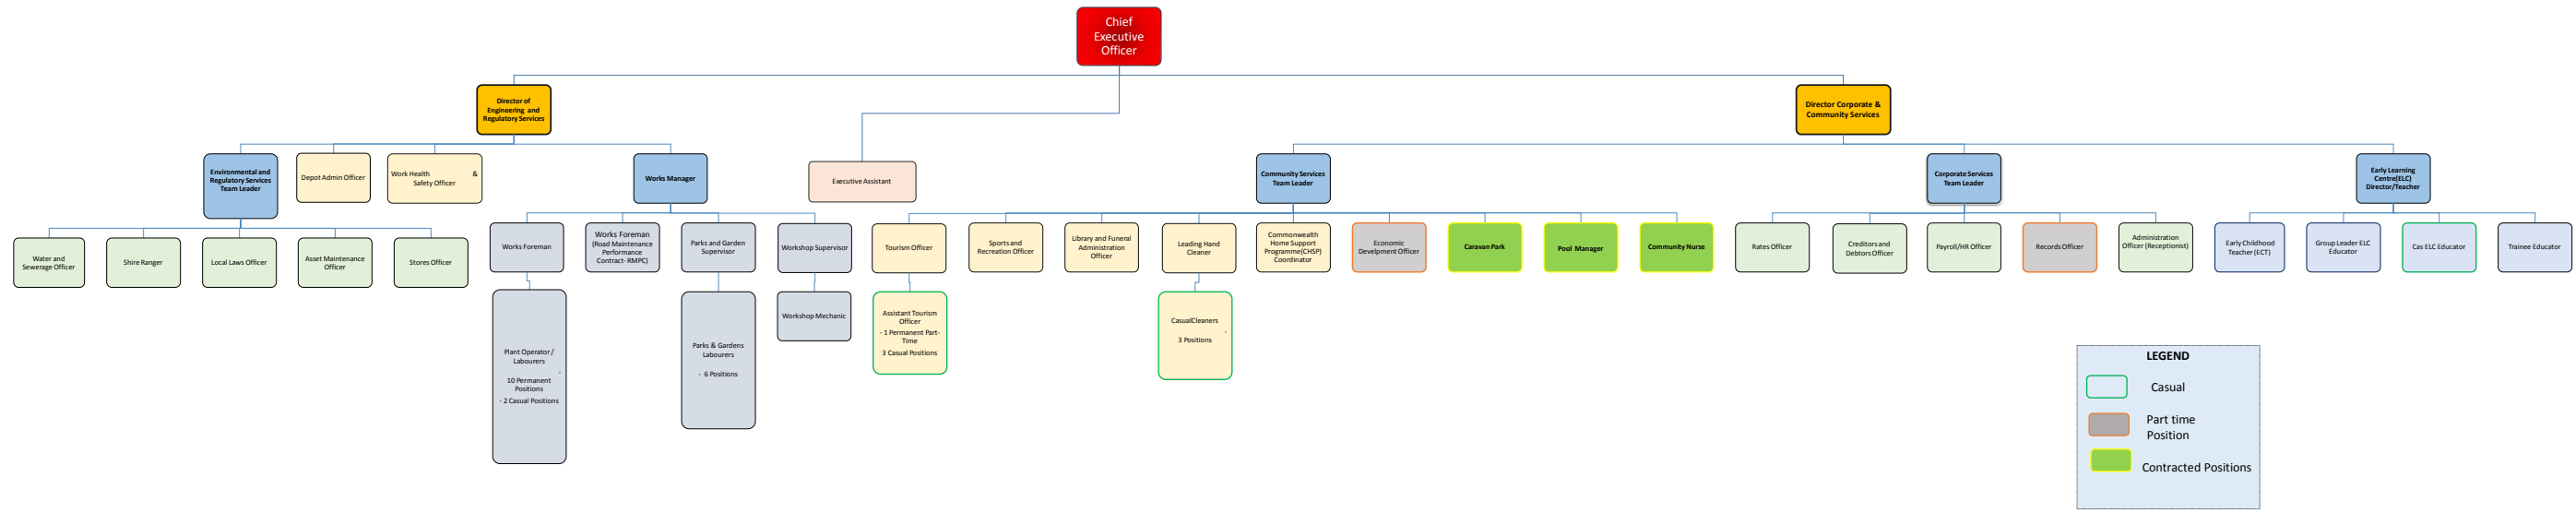 Chief
Executive
Officer
Director of
Engineering and
Regulatory Services
Director Corporate &
Community Services
Environmental and
Regulatory Services
Team Leader
Depot Admin Officer
Work Health &
Safety Officer
Works Manager
Executive Assistant
Community Services
Team Leader
Corporate Services
Team Leader
Early Learning
Centre(ELC)
Director/Teacher
Water and
Sewerage Officer
Shire Ranger
Local Laws Officer
Asset Maintenance
Officer
Stores Officer
Works Foreman
Works Foreman
(Road Maintenance
Performance
Contract- RMPC)
Parks and Garden
Supervisor
Workshop Supervisor
Tourism Officer
Sports and
Recreation Officer
Library and Funeral
Administration
Officer
Leading Hand
Cleaner
Commonwealth
Home Support
Programme(CHSP)
Coordinator
Economic
Develpment Officer
Caravan Park
Pool Manager
Community Nurse
Rates Officer
Creditors and
Debtors Officer
Payroll/HR Officer
Records Officer
Administration
Officer (Receptionist)
Early Childhood
Teacher (ECT)
Group Leader ELC
Educator
Cas ELC Educator
Trainee Educator
Plant Operator /
Labourers
-
10 Permanent
Positions
- 2 Casual Positions
Parks & Gardens
Labourers
- 6 Positions
Workshop Mechanic
Assistant Tourism
Officer
- 1 Permanent Part-
Time
3 Casual Positions
CasualCleaners
-
3 Positions
LEGEND
Casual
Part time
Position
Contracted Positions